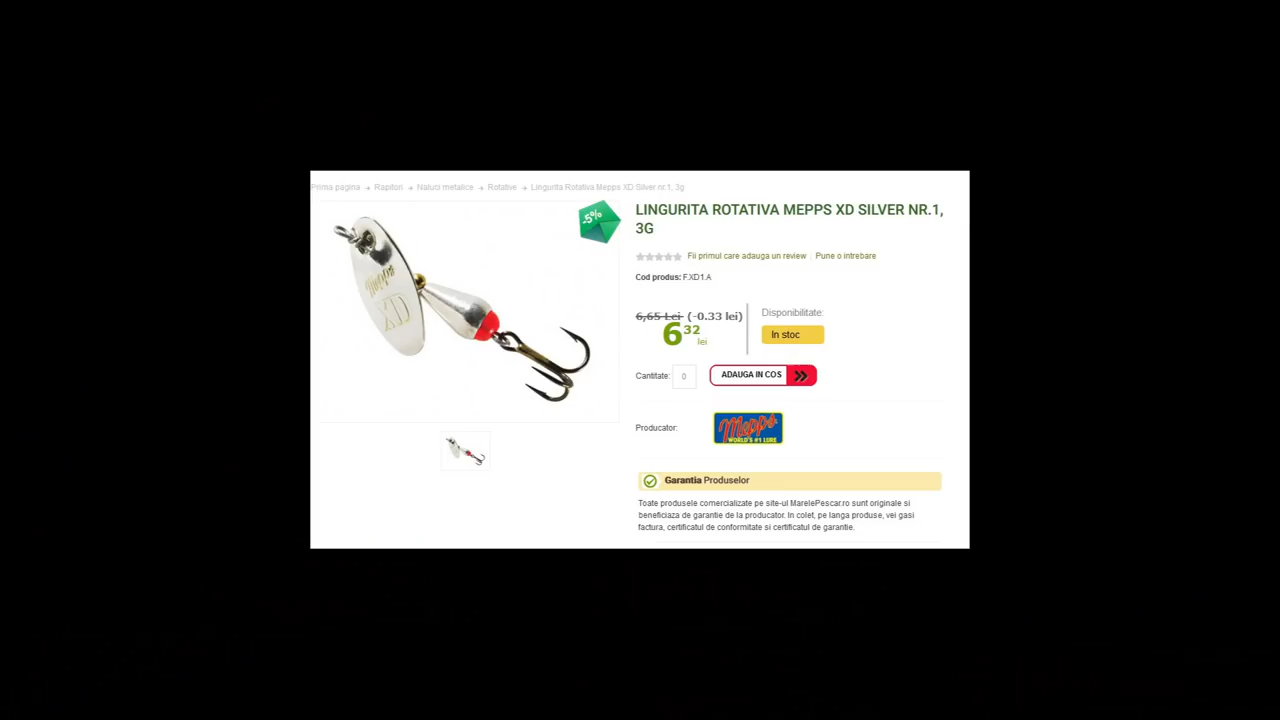 Prima pagina → Rapitori → Naluci metalice → Rotative → Lingurita Rotativa Mepps XD Silver nr.1, 3g
-5%
Mepps
XD
LINGURITA ROTATIVA MEPPS XD SILVER NR.1,
3G
Fii primul care adauga un review | Pune o intrebare
Cod produs: F.XD1.A
6,65 Lei (-0.33 lei)
6 32
lei
Disponibilitate:
In stoc
Cantitate: 0 ADAUGA IN COS
Producator:
Mepps
WORLD'S #1 LURE
Garantia Produselor
Toate produsele comercializate pe site-ul MarelePescar.ro sunt originale si
beneficiaza de garantie de la producator. In colet, pe langa produse, vei gasi
factura, certificatul de conformitate si certificatul de garantie.